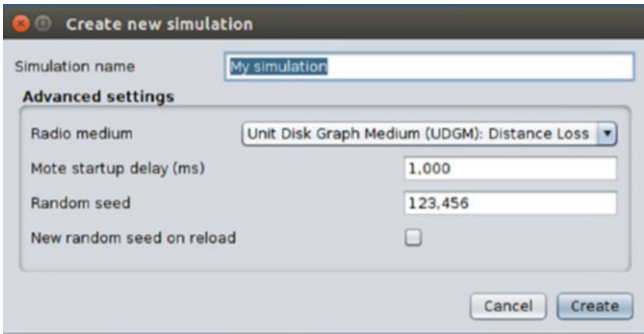 Create new simulation
Simulation name My simulation
Advanced settings
Radio medium Unit Disk Graph Medium (UDGM): Distance Loss
Mote startup delay (ms) 1,000
Random seed 123,456
New random seed on reload
Cancel Create